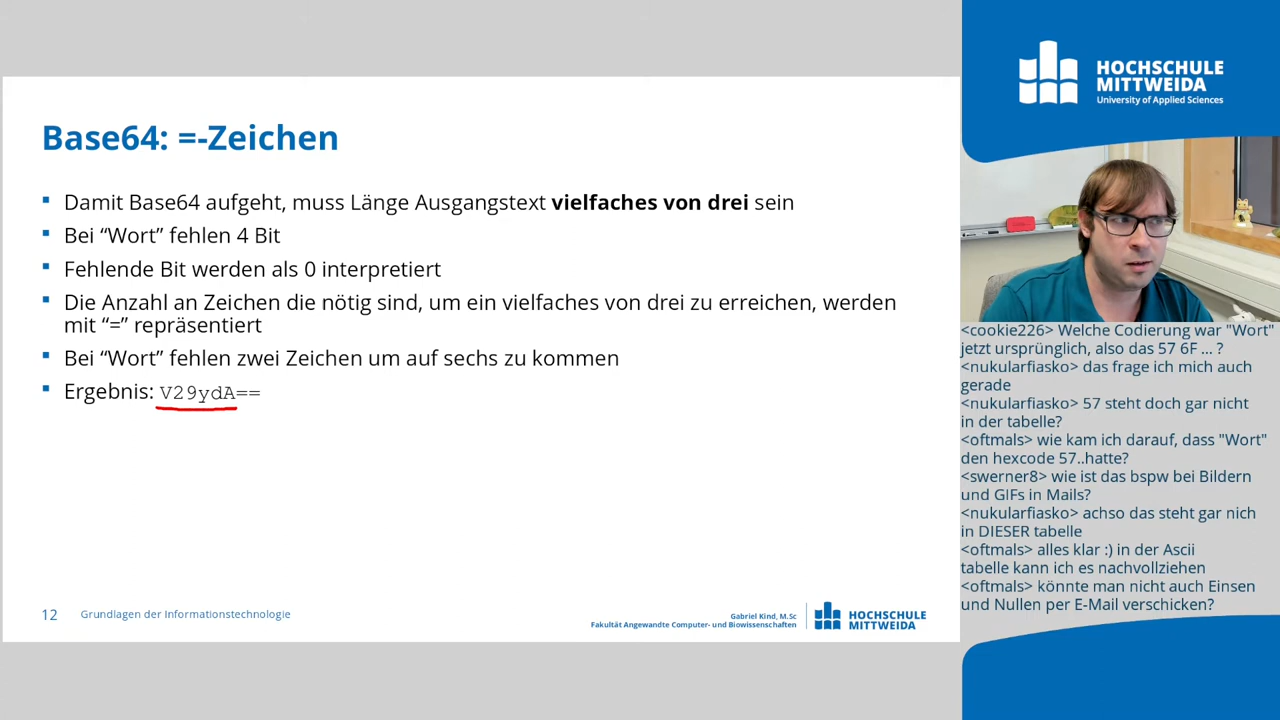 Base64: =-Zeichen
Damit Base64 aufgeht, muss Länge Ausgangstext vielfaches von drei sein
Bei “Wort” fehlen 4 Bit
Fehlende Bit werden als 0 interpretiert
Die Anzahl an Zeichen die nötig sind, um ein vielfaches von drei zu erreichen, werden
mit “=” repräsentiert
Bei “Wort” fehlen zwei Zeichen um auf sechs zu kommen
Ergebnis: V29ydA==
12
Grundlagen der Informationstechnologie
Gabriel Kind, M.Sc
Fakultät Angewandte Computer- und Biowissenschaften
HOCHSCHULE
MITTWEIDA
HOCHSCHULE
MITTWEIDA
University of Applied Sciences
<cookie226> Welche Codierung war "Wort"
jetzt ursprünglich, also das 57 6F ... ?
<nukularfiasko> das frage ich mich auch
gerade
<nukularfiasko> 57 steht doch gar nicht
in der tabelle?
<oftmals> wie kam ich darauf, dass "Wort"
den hexcode 57..hatte?
<swerner8> wie ist das bspw bei Bildern
und GIFs in Mails?
<nukularfiasko> achso das steht gar nich
in DIESER tabelle
<oftmals> alles klar :) in der Ascii
tabelle kann ich es nachvollziehen
<oftmals> könnte man nicht auch Einsen
und Nullen per E-Mail verschicken?